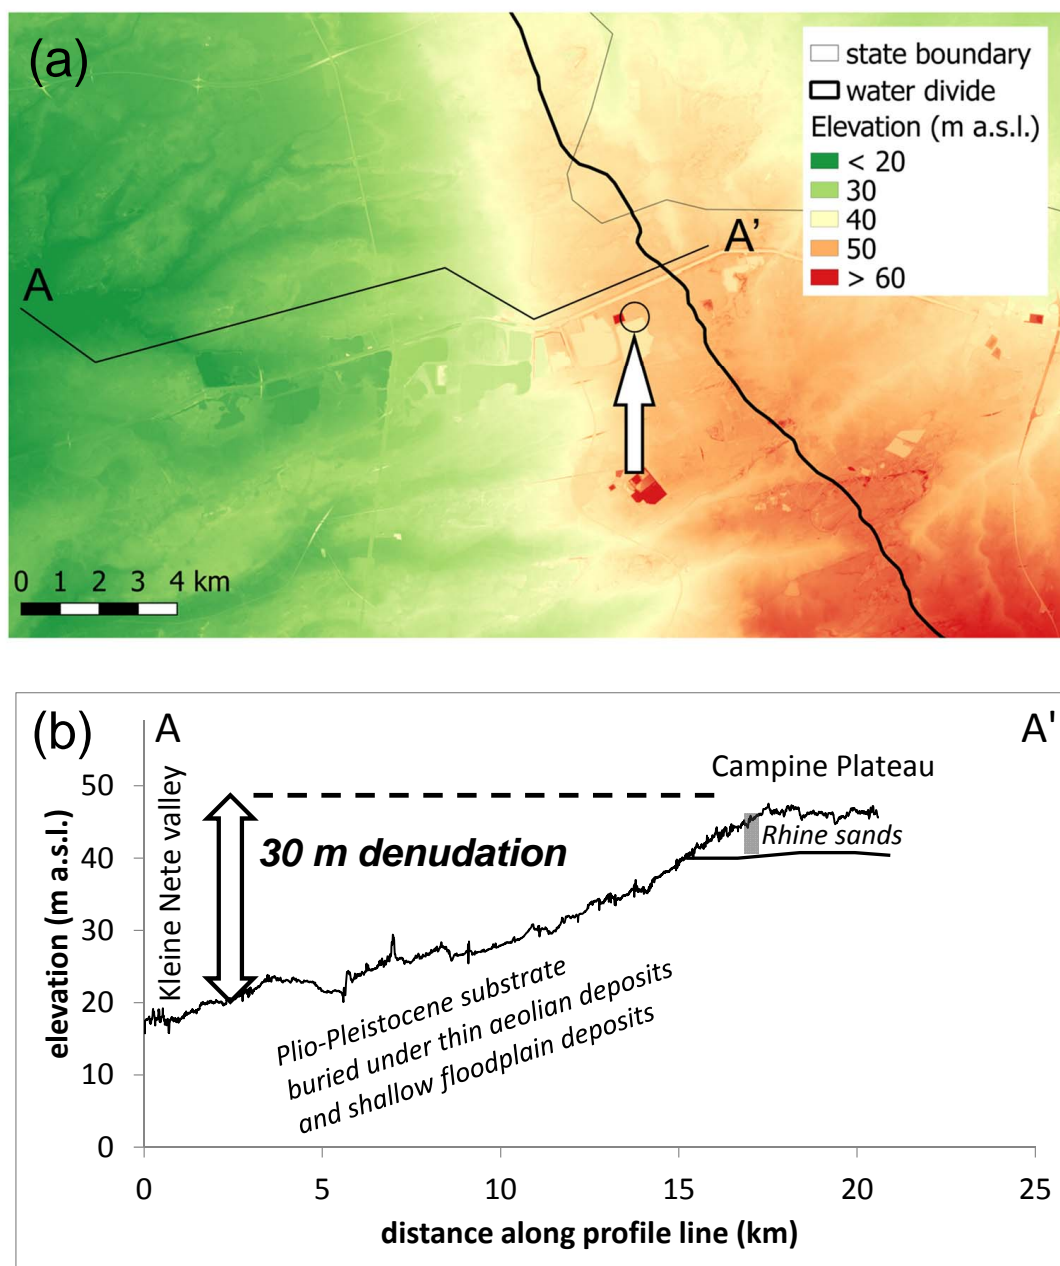 (a)
state boundary
water divide
Elevation (m a.s.l.)
< 20
30
40
50
> 60
A
A’
0 1 2 3 4 km
(b)
A
A'
Campine Plateau
Kleine Nete valley
30 m denudation
Rhine sands
Plio-Pleistocene substrate
buried under thin aeolian deposits
and shallow floodplain deposits
elevation (m a.s.l.)
50
40
30
20
10
0
0 5 10 15 20 25
distance along profile line (km)